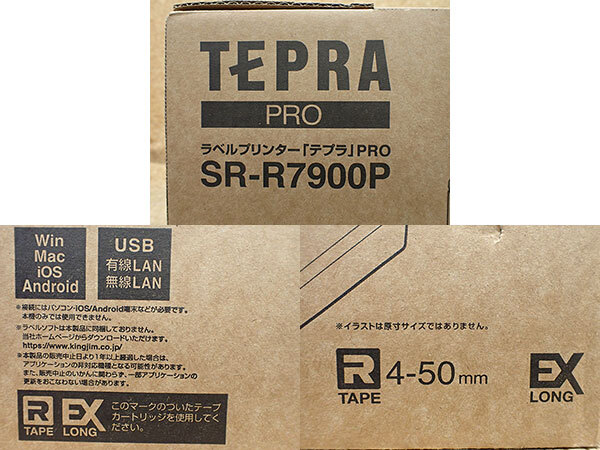 TEPRA
PRO
ラベルプリンター「テプラ」PRO
SR-R7900P
Win
Mac
iOS
Android
USB
有線LAN
無線LAN
※接続にはパソコン・iOS/Android端末などが必要です。
本機のみでは使用できません。
※ラベルソフトは本製品に同梱しておりません。
当社ホームページからダウンロードいただけます。
https://www.kingjim.co.jp/
※本製品の販売中止日より1年以上経過した場合は、
アプリケーションの非対応機種となる可能性があります。
また、販売中止のいかんに関わらず、一部アプリケーションの
更新をおこなわない場合があります。
R
TAPE
EX
LONG
このマークのついたテープ
カートリッジを使用してく
ださい。
※イラストは原寸サイズではありません。
R
TAPE
4-50mm
EX
LONG